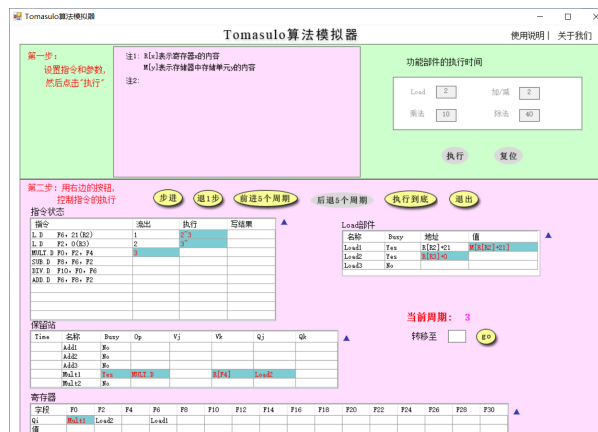 Tomasulo算法模拟器
Tomasulo算法模拟器
使用说明| 关于我们
第一步:
设置指令和参数,
然后点击"执行"
注1: R[x]表示寄存器x的内容
M[y]表示存储器中存储单元y的内容
注2:
功能部件的执行时间
Load 2 加/减 2
乘法 10 除法 40
执行 复位
第二步: 用右边的按钮,
控制指令的执行
步进 退1步 前进5个周期 后退5个周期 执行到底 退出
指令状态
指令 流出 执行 写结果
L.D F6, 21(R2) 1 2~3
L.D F2, 0(R3) 2 3~
MULT.D F0, F2, F4 3
SUB.D F8, F6, F2
DIV.D F10, F0, F6
ADD.D F6, F8, F2
Load部件
名称 Busy 地址 值
Load1 Yes R[R2]+21 M[R[R2]+21]
Load2 Yes R[R3]+0
Load3 No
当前周期: 3
转移至 go
保留站
Time 名称 Busy Op Vj Vk Qj Qk
Add1 No
Add2 No
Add3 No
Mult1 Yes MULT.D R[F4] Load2
Mult2 No
寄存器
字段 F0 F2 F4 F6 F8 F10 F12 F14 F16 F18 F20 F22 F24 F26 F28 F30
Qi Mult1 Load2 Load1
值